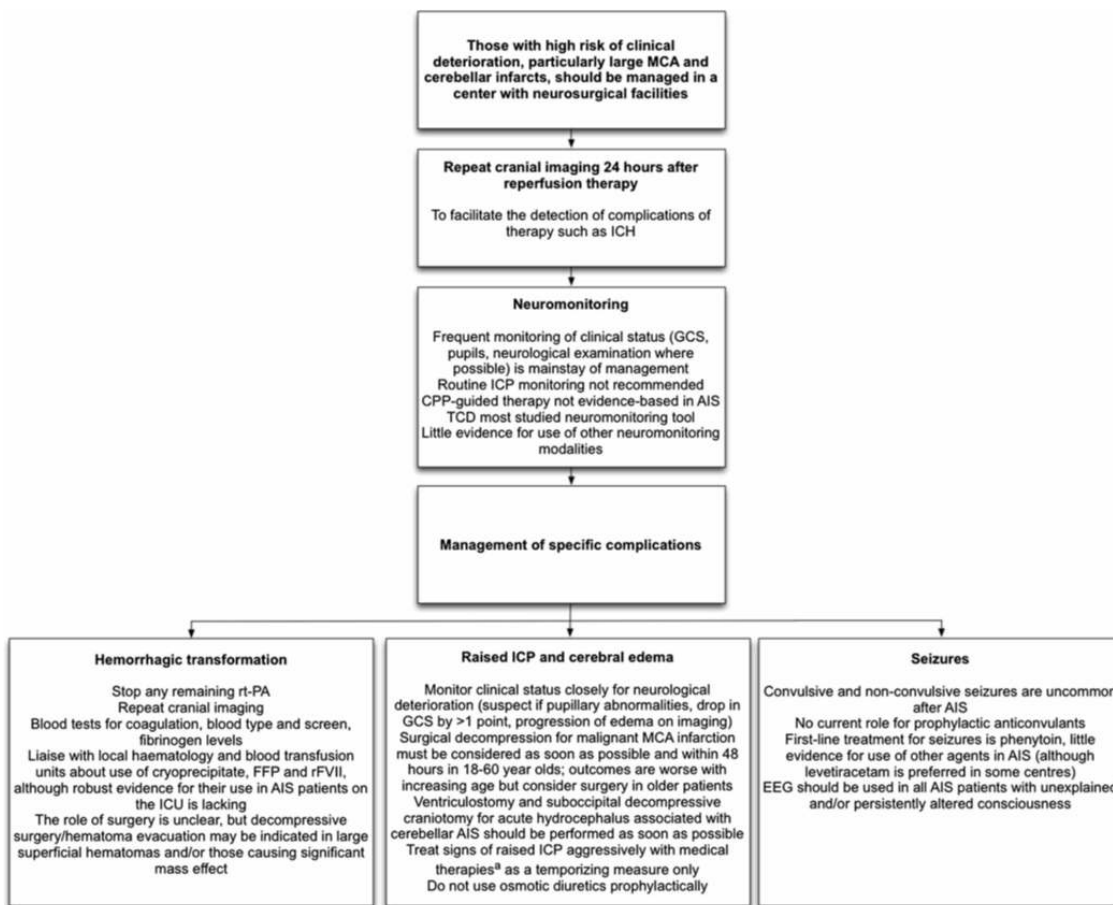 Those with high risk of clinical
deterioration, particularly large MCA and
cerebellar infarcts, should be managed in a
center with neurosurgical facilities
Repeat cranial imaging 24 hours after
reperfusion therapy
To facilitate the detection of complications of
therapy such as ICH
Neuromonitoring
Frequent monitoring of clinical status (GCS,
pupils, neurological examination where
possible) is mainstay of management
Routine ICP monitoring not recommended
CPP-guided therapy not evidence-based in AIS
TCD most studied neuromonitoring tool
Little evidence for use of other neuromonitoring
modalities
Management of specific complications
Hemorrhagic transformation
Stop any remaining rt-PA
Repeat cranial imaging
Blood tests for coagulation, blood type and screen,
fibrinogen levels
Liaise with local haematology and blood transfusion
units about use of cryoprecipitate, FFP and rFVII,
although robust evidence for their use in AIS patients on
the ICU is lacking
The role of surgery is unclear, but decompressive
surgery/hematoma evacuation may be indicated in large
superficial hematomas and/or those causing significant
mass effect
Raised ICP and cerebral edema
Monitor clinical status closely for neurological
deterioration (suspect if pupillary abnormalities, drop in
GCS by >1 point, progression of edema on imaging)
Surgical decompression for malignant MCA infarction
must be considered as soon as possible and within 48
hours in 18-60 year olds; outcomes are worse with
increasing age but consider surgery in older patients
Ventriculostomy and suboccipital decompressive
craniotomy for acute hydrocephalus associated with
cerebellar AIS should be performed as soon as possible
Treat signs of raised ICP aggressively with medical
therapiesª as a temporizing measure only
Do not use osmotic diuretics prophylactically
Seizures
Convulsive and non-convulsive seizures are uncommon
after AIS
No current role for prophylactic anticonvulants
First-line treatment for seizures is phenytoin, little
evidence for use of other agents in AIS (although
levetiracetam is preferred in some centres)
EEG should be used in all AIS patients with unexplained
and/or persistently altered consciousness